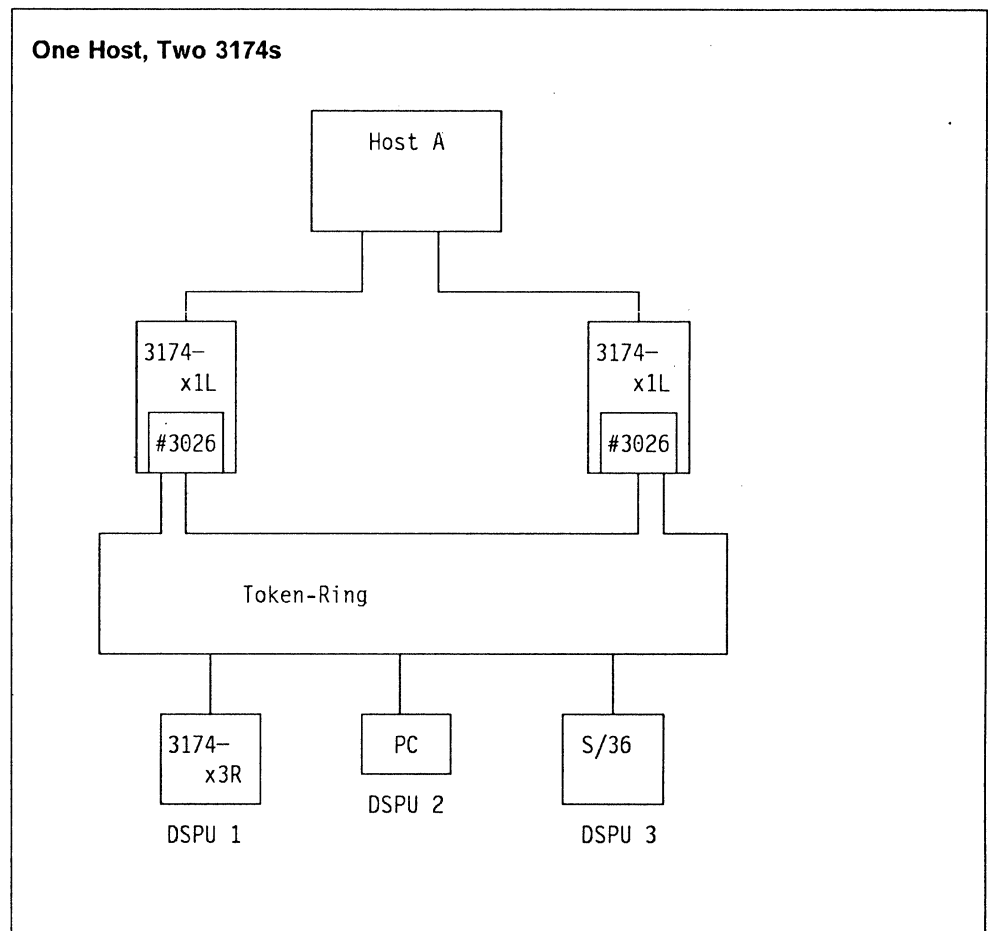 One Host, Two 3174s
Host A
3174-
x1L
#3026
3174-
x1L
#3026
Token-Ring
3174-
x3R
DSPU 1
PC
DSPU 2
S/36
DSPU 3